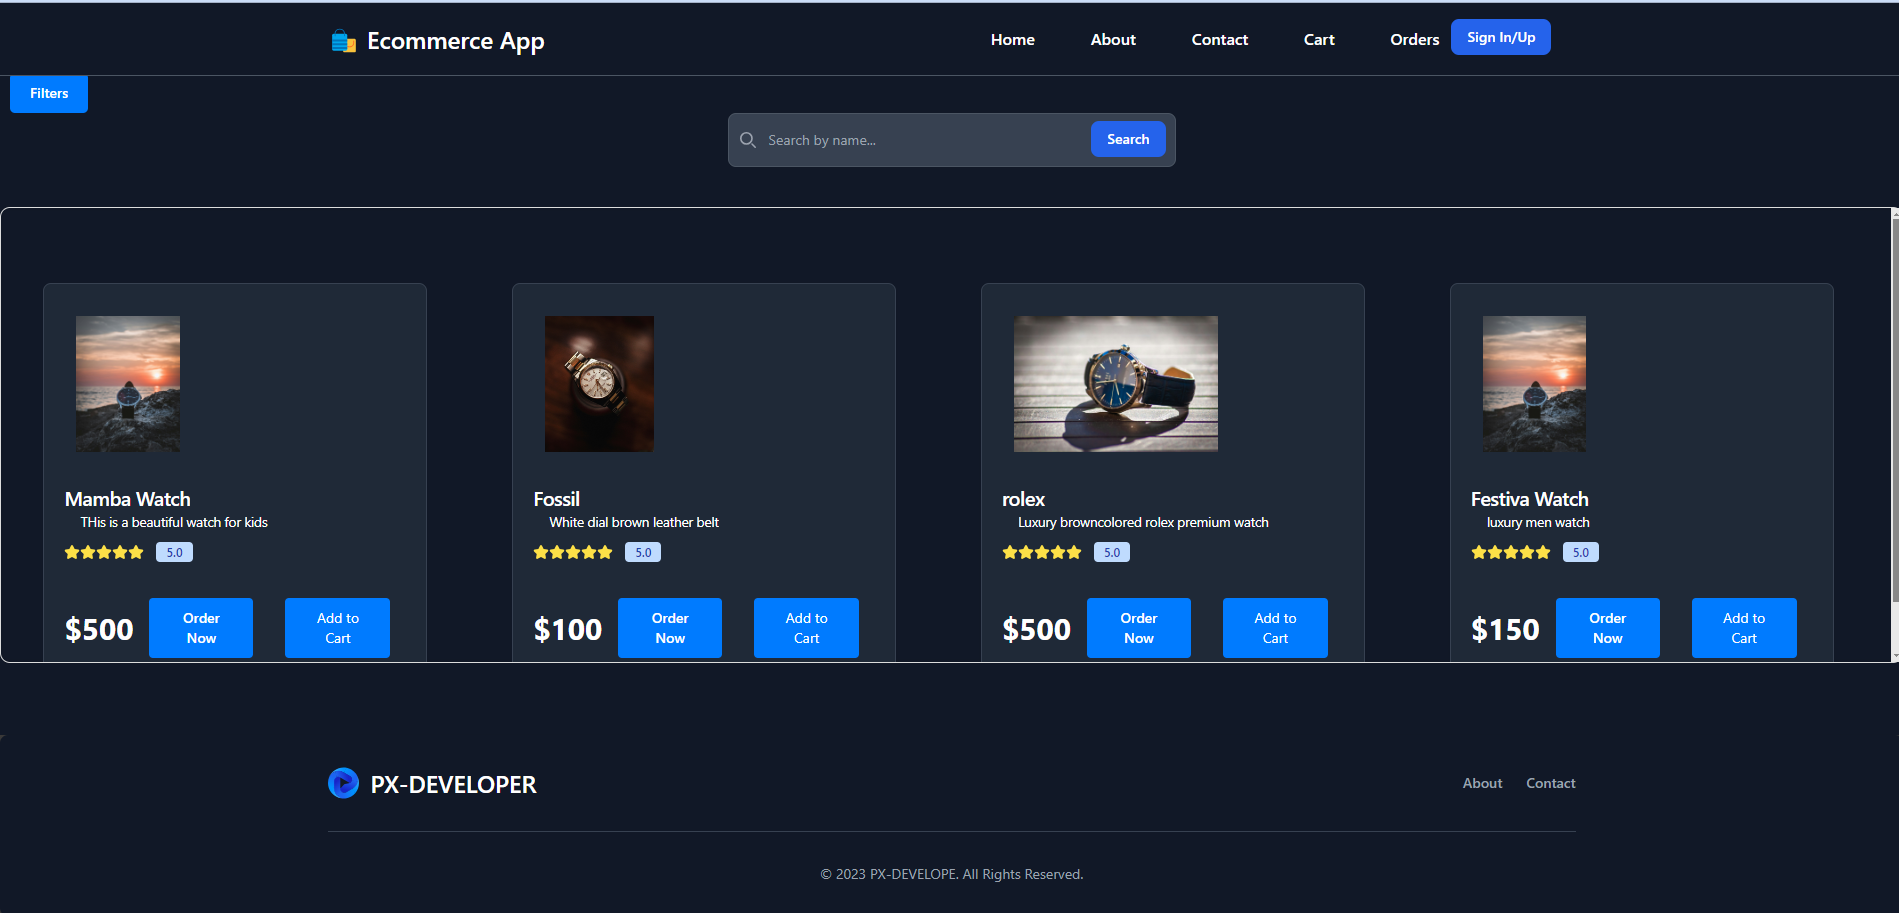 Ecommerce App
Home About Contact Cart Orders Sign In/Up
Filters
Search by name... Search
Mamba Watch
THis is a beautiful watch for kids
5.0
$500 Order Now Add to Cart
Fossil
White dial brown leather belt
5.0
$100 Order Now Add to Cart
rolex
Luxury browncolored rolex premium watch
5.0
$500 Order Now Add to Cart
Festiva Watch
luxury men watch
5.0
$150 Order Now Add to Cart
PX-DEVELOPER
About Contact
© 2023 PX-DEVELOPE. All Rights Reserved.